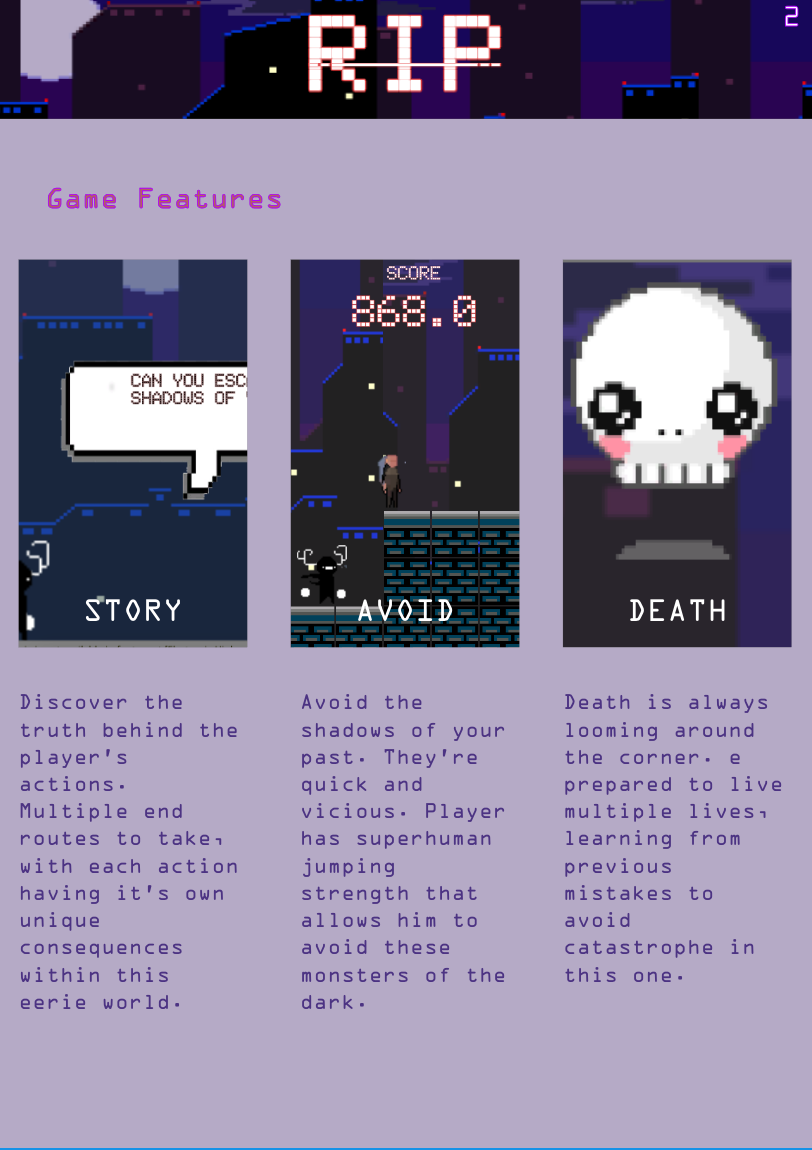 RIP
2
Game Features
CAN YOU ESC
SHADOWS OF
STORY
SCORE
868.0
AVOID
DEATH
Discover the
truth behind the
player's
actions.
Multiple end
routes to take,
with each action
having it's own
unique
consequences
within this
eerie world.
Avoid the
shadows of your
past. They're
quick and
vicious. Player
has superhuman
jumping
strength that
allows him to
avoid these
monsters of the
dark.
Death is always
looming around
the corner. e
prepared to live
multiple lives,
learning from
previous
mistakes to
avoid
catastrophe in
this one.